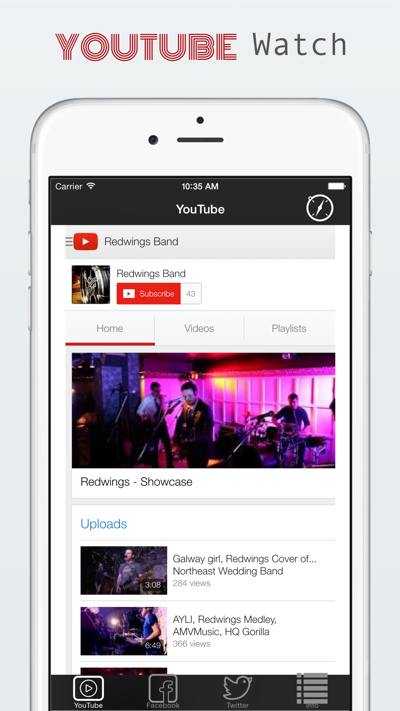 YOUTUBE Watch
Carrier 10:35 AM
YouTube
Redwings Band
Redwings Band
Subscribe 43
Home Videos Playlists
Redwings - Showcase
Uploads
Galway girl, Redwings Cover of...
Northeast Wedding Band
284 views
3:08
AYLI, Redwings Medley,
AMVMusic, HQ Gorilla
366 views
6:49
YouTube Facebook Twitter Info